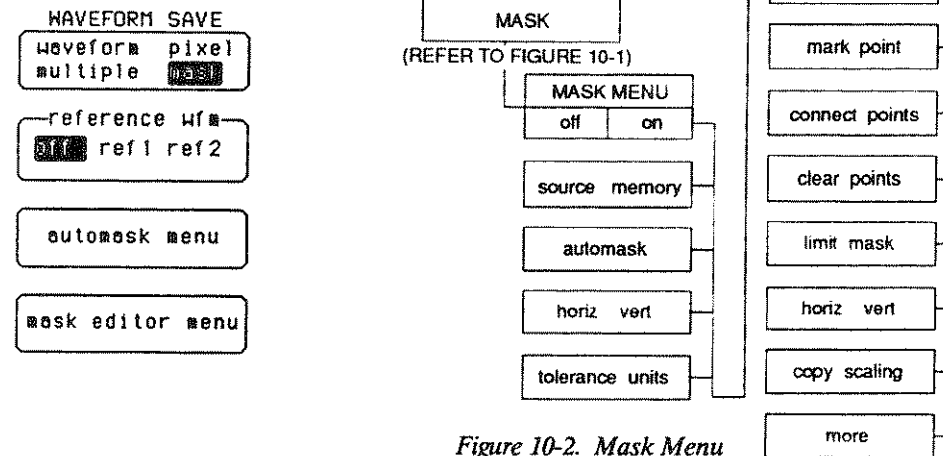 WAVEFORM SAVE
waveform pixel
multiple mask
reference wfm
off ref1 ref2
automask menu
mask editor menu
MASK
(REFER TO FIGURE 10-1)
MASK MENU
off on
source memory
automask
horiz vert
tolerance units
Figure 10-2. Mask Menu
mark point
connect points
clear points
limit mask
horiz vert
copy scaling
more